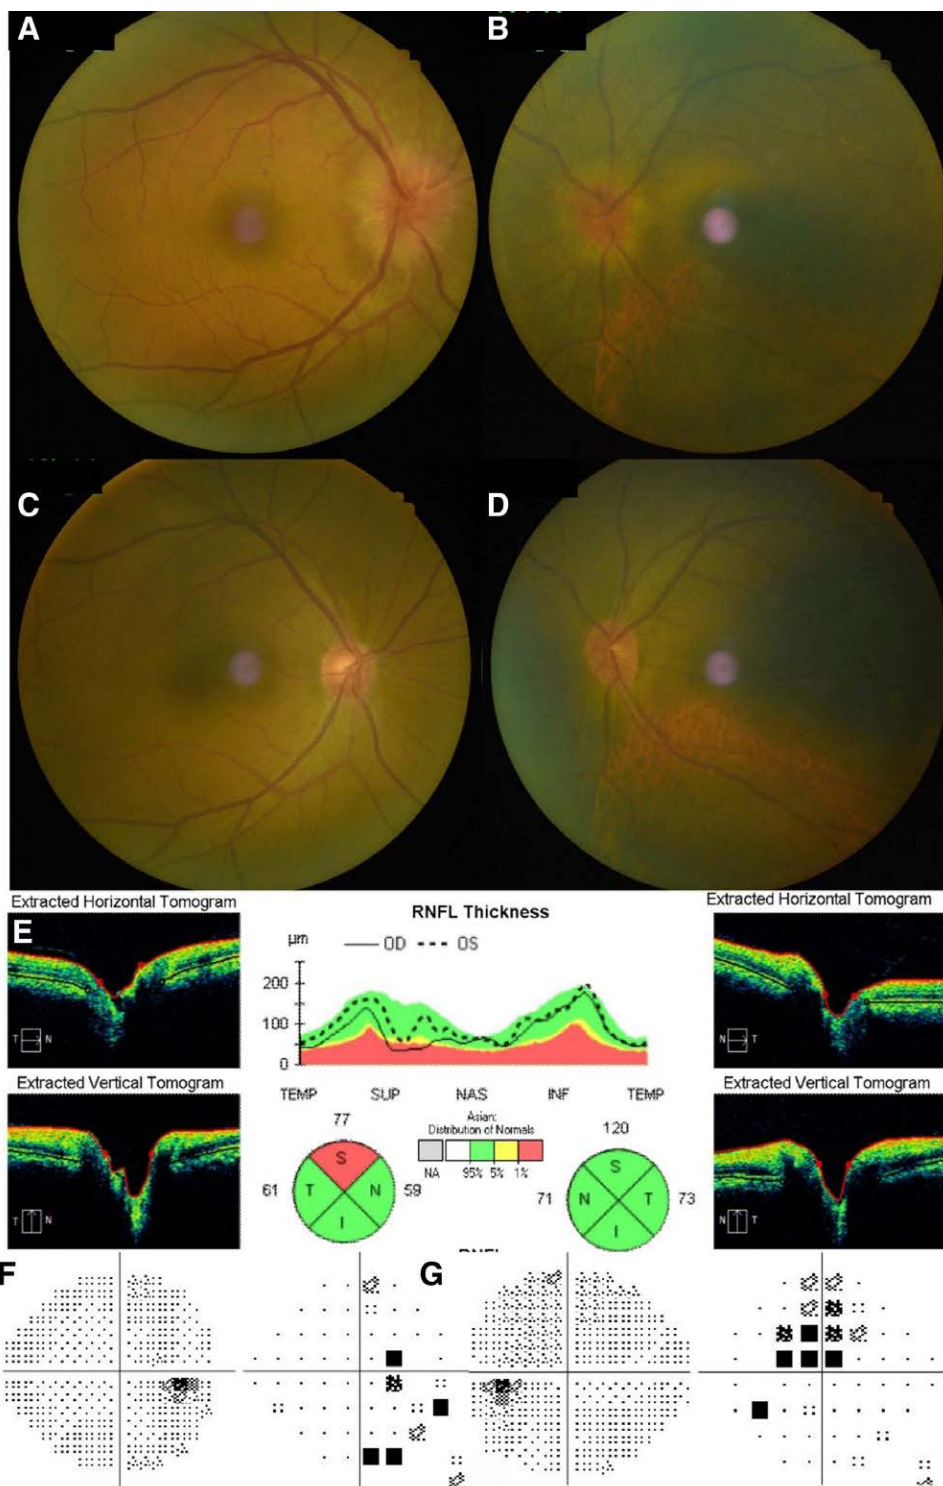 A
B
C
D
Extracted Horizontal Tomogram
E
T N
Extracted Vertical Tomogram
T N
RNFL Thickness
µm
OD OS
200
100
0
TEMP SUP NAS INF TEMP
77
S
T N
I
61
59
Asian:
Distribution of Normals
NA 95% 5% 1%
120
S
N T
I
71
73
Extracted Horizontal Tomogram
N T
Extracted Vertical Tomogram
N T
RNFL
F
G